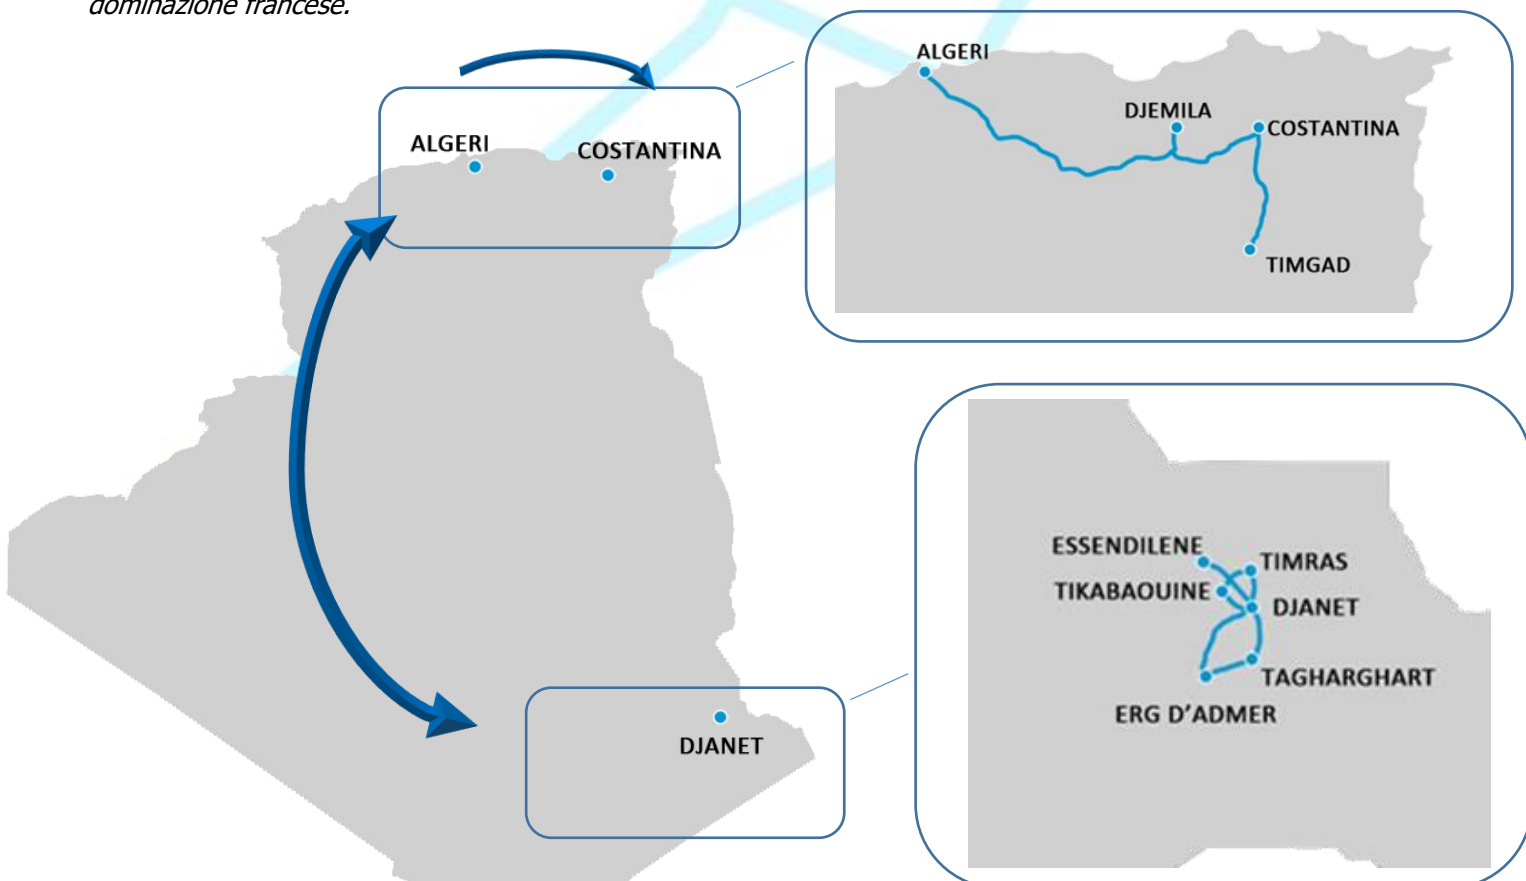 dominazione francese.
ALGERI
COSTANTINA
DJANET
ALGERI
DJEMILA
COSTANTINA
TIMGAD
ESSENDILENE
TIMRAS
TIKABAOUINE
DJANET
TAGHARGHART
ERG D'ADMER